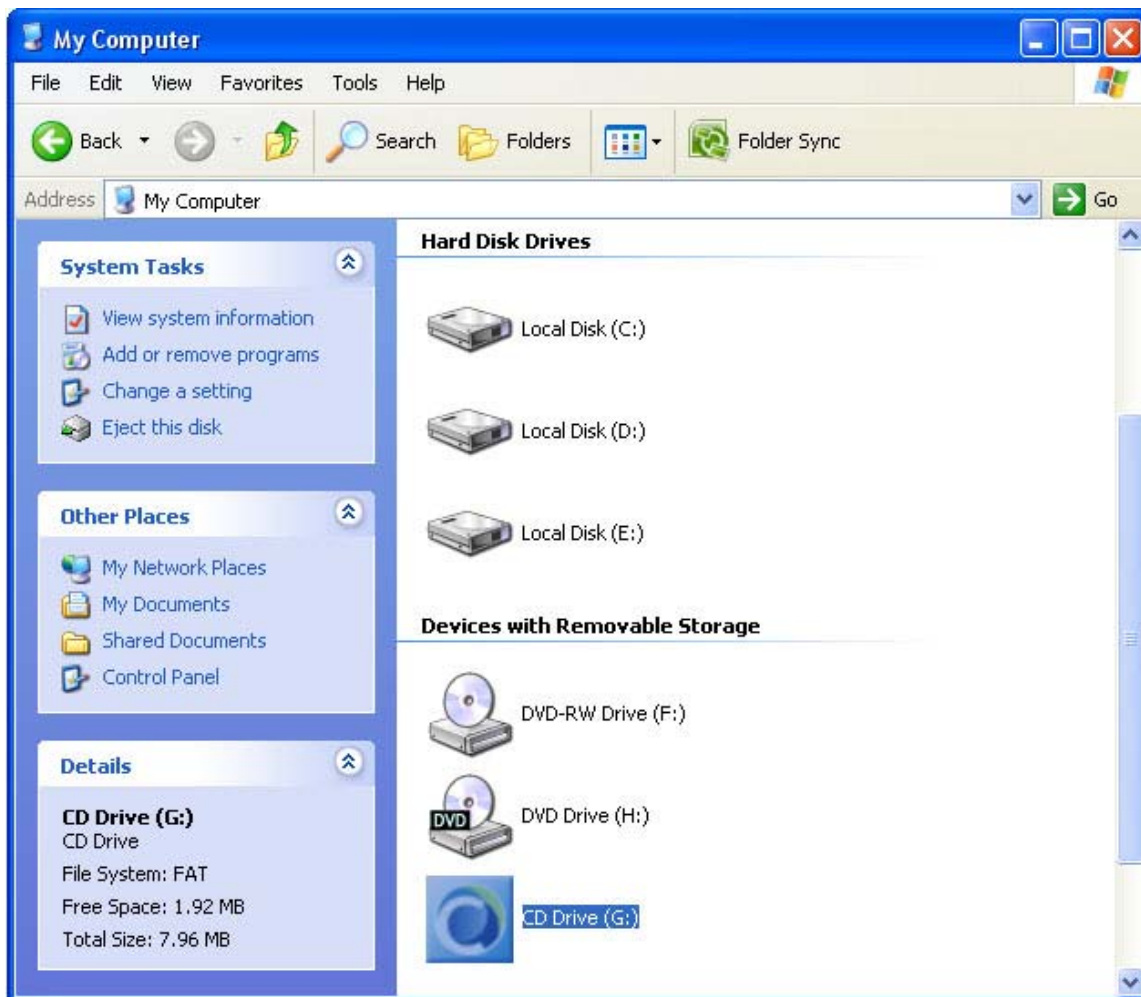 My Computer
File Edit View Favorites Tools Help
Back Search Folders Folder Sync
Address My Computer Go
System Tasks
View system information
Add or remove programs
Change a setting
Eject this disk
Other Places
My Network Places
My Documents
Shared Documents
Control Panel
Details
CD Drive (G:)
CD Drive
File System: FAT
Free Space: 1.92 MB
Total Size: 7.96 MB
Hard Disk Drives
Local Disk (C:)
Local Disk (D:)
Local Disk (E:)
Devices with Removable Storage
DVD-RW Drive (F:)
DVD
DVD Drive (H:)
CD Drive (G:)